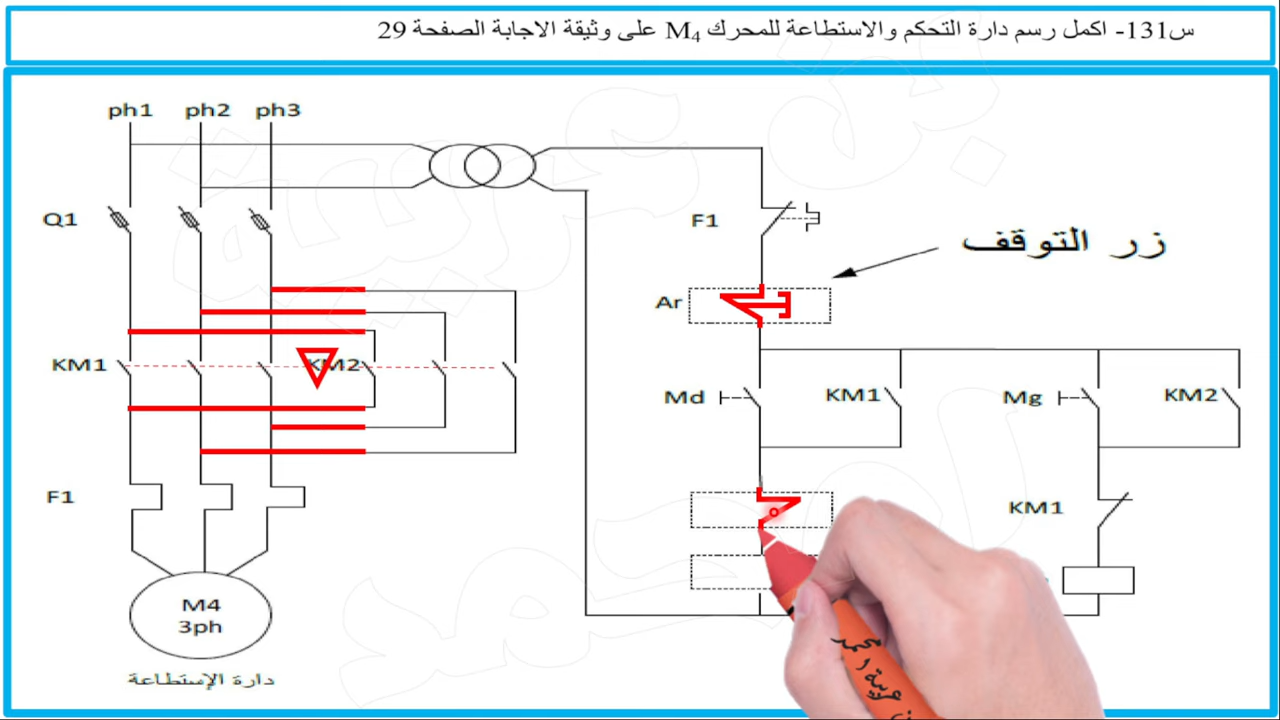 س131- اكمل رسم دارة التحكم والاستطاعة للمحرك M4 على وثيقة الاجابة الصفحة 29
ph1 ph2 ph3
Q1
F1
زر التوقف
Ar
KM1
KM2
Md
KM1
Mg
KM2
F1
KM1
M4
3ph
دارة الإستطاعة